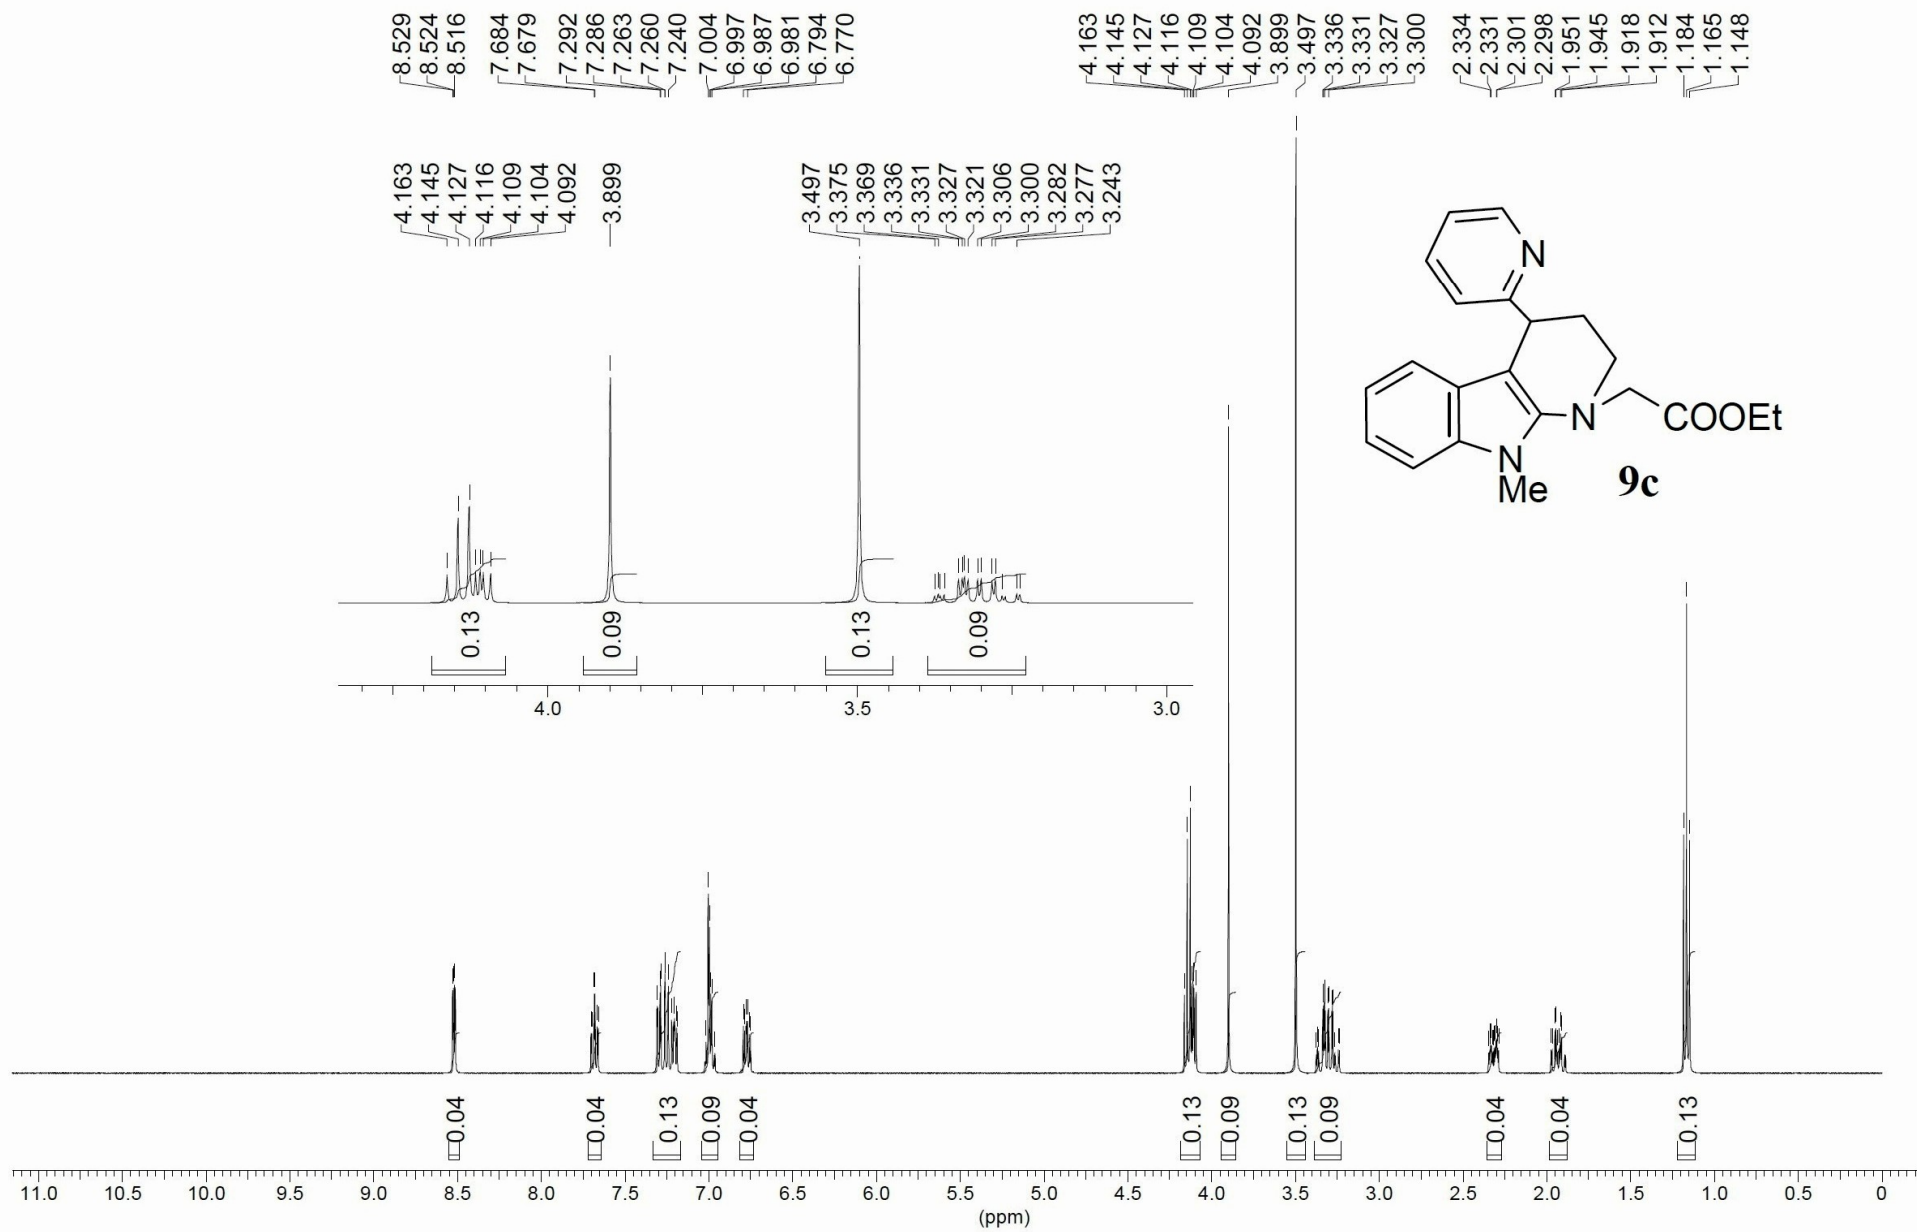 8.529 8.524 8.516 7.684 7.679 7.292 7.286 7.263 7.260 7.240 7.004 6.997 6.987 6.981 6.794 6.770 4.163 4.145 4.127 4.116 4.109 4.104 4.092 3.899 3.497 3.336 3.331 3.327 3.300 2.334 2.331 2.301 2.298 1.951 1.945 1.918 1.912 1.184 1.165 1.148
4.163 4.145 4.127 4.116 4.109 4.104 4.092 3.899 3.497 3.375 3.369 3.336 3.331 3.327 3.321 3.306 3.300 3.282 3.277 3.243
N
N COOEt
N
Me 9c
0.13 0.09 0.13 0.09
4.0 3.5 3.0
0.04 0.04 0.13 0.09 0.04 0.13 0.09 0.13 0.09 0.04 0.04 0.13
11.0 10.5 10.0 9.5 9.0 8.5 8.0 7.5 7.0 6.5 6.0 5.5 5.0 4.5 4.0 3.5 3.0 2.5 2.0 1.5 1.0 0.5 0
(ppm)